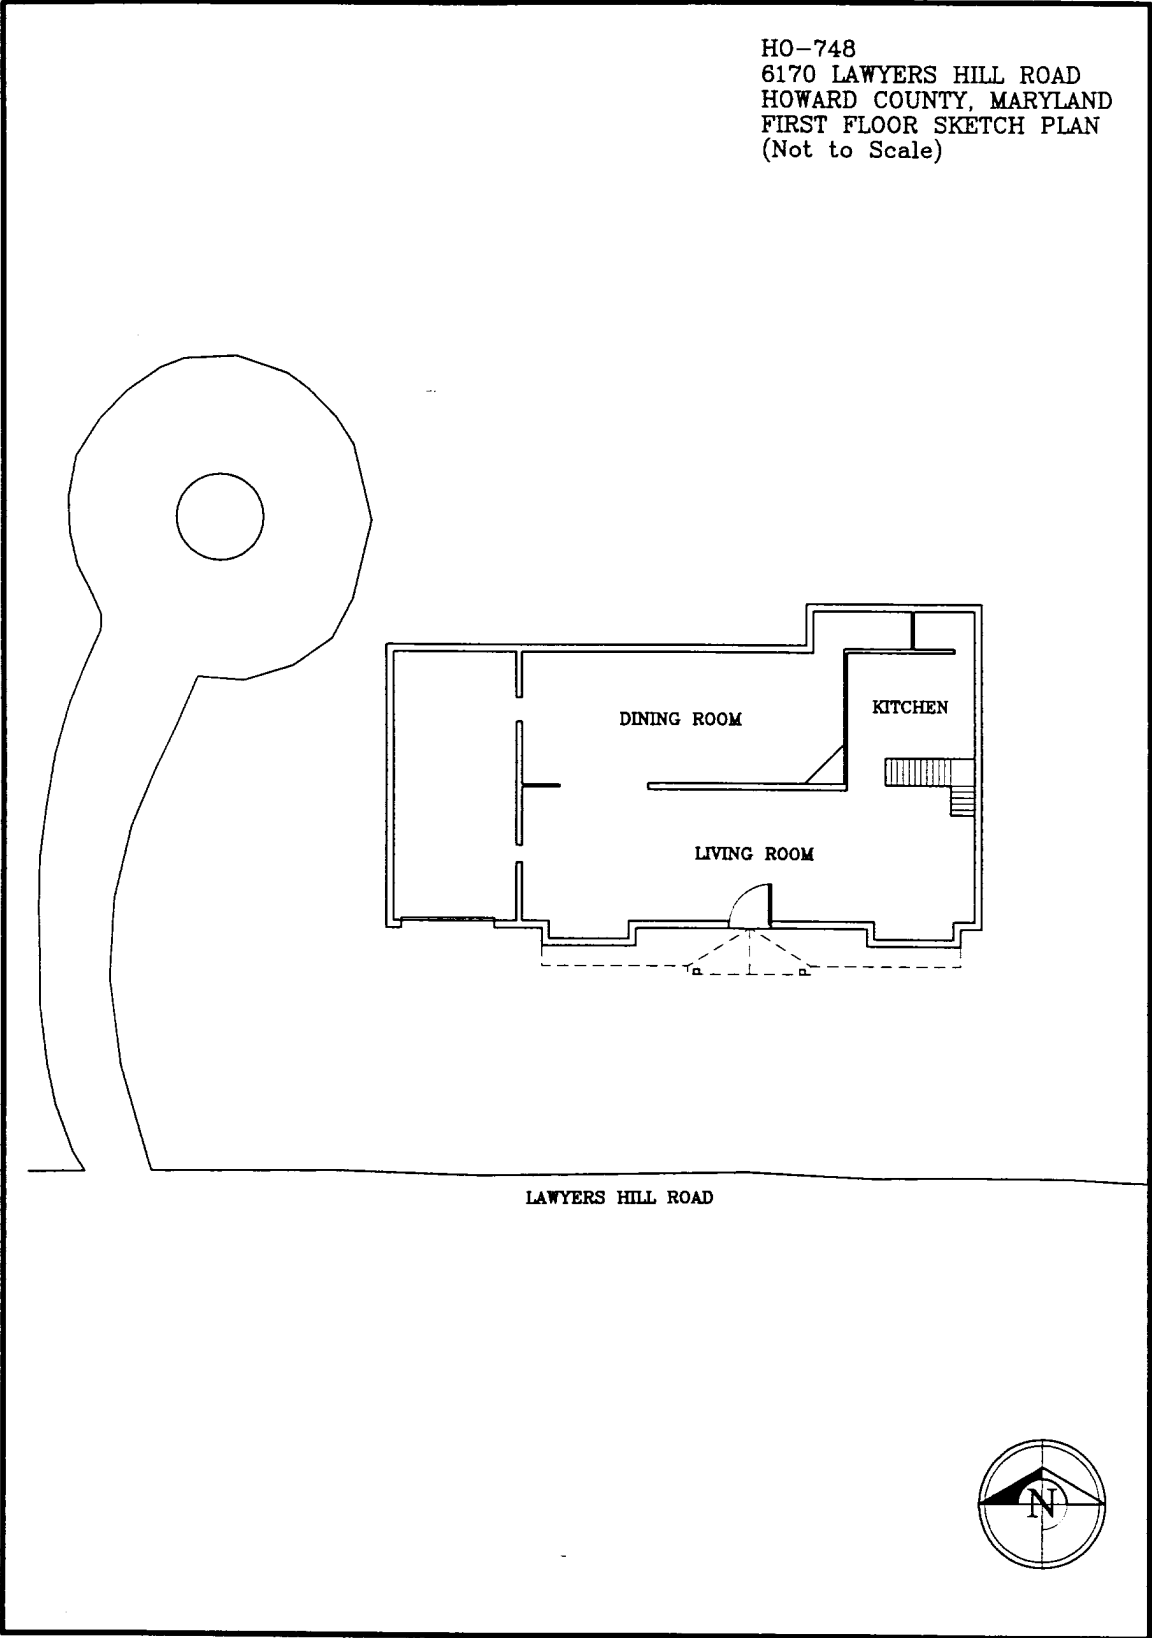 HO-748
6170 LAWYERS HILL ROAD
HOWARD COUNTY, MARYLAND
FIRST FLOOR SKETCH PLAN
(Not to Scale)
DINING ROOM
KITCHEN
LIVING ROOM
LAWYERS HILL ROAD
N